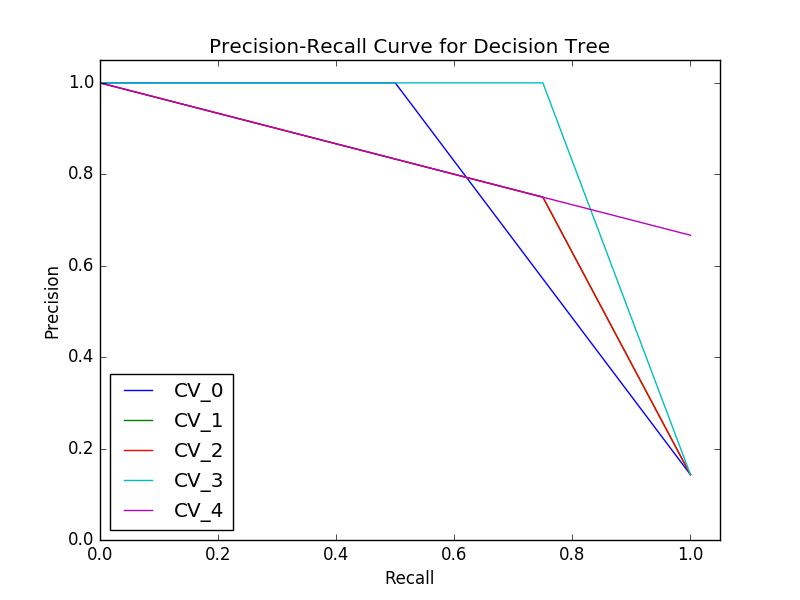 Precision-Recall Curve for Decision Tree
1.0
0.8
0.6
0.4
0.2
0.0
Precision
CV_0
CV_1
CV_2
CV_3
CV_4
0.0 0.2 0.4 0.6 0.8 1.0
Recall